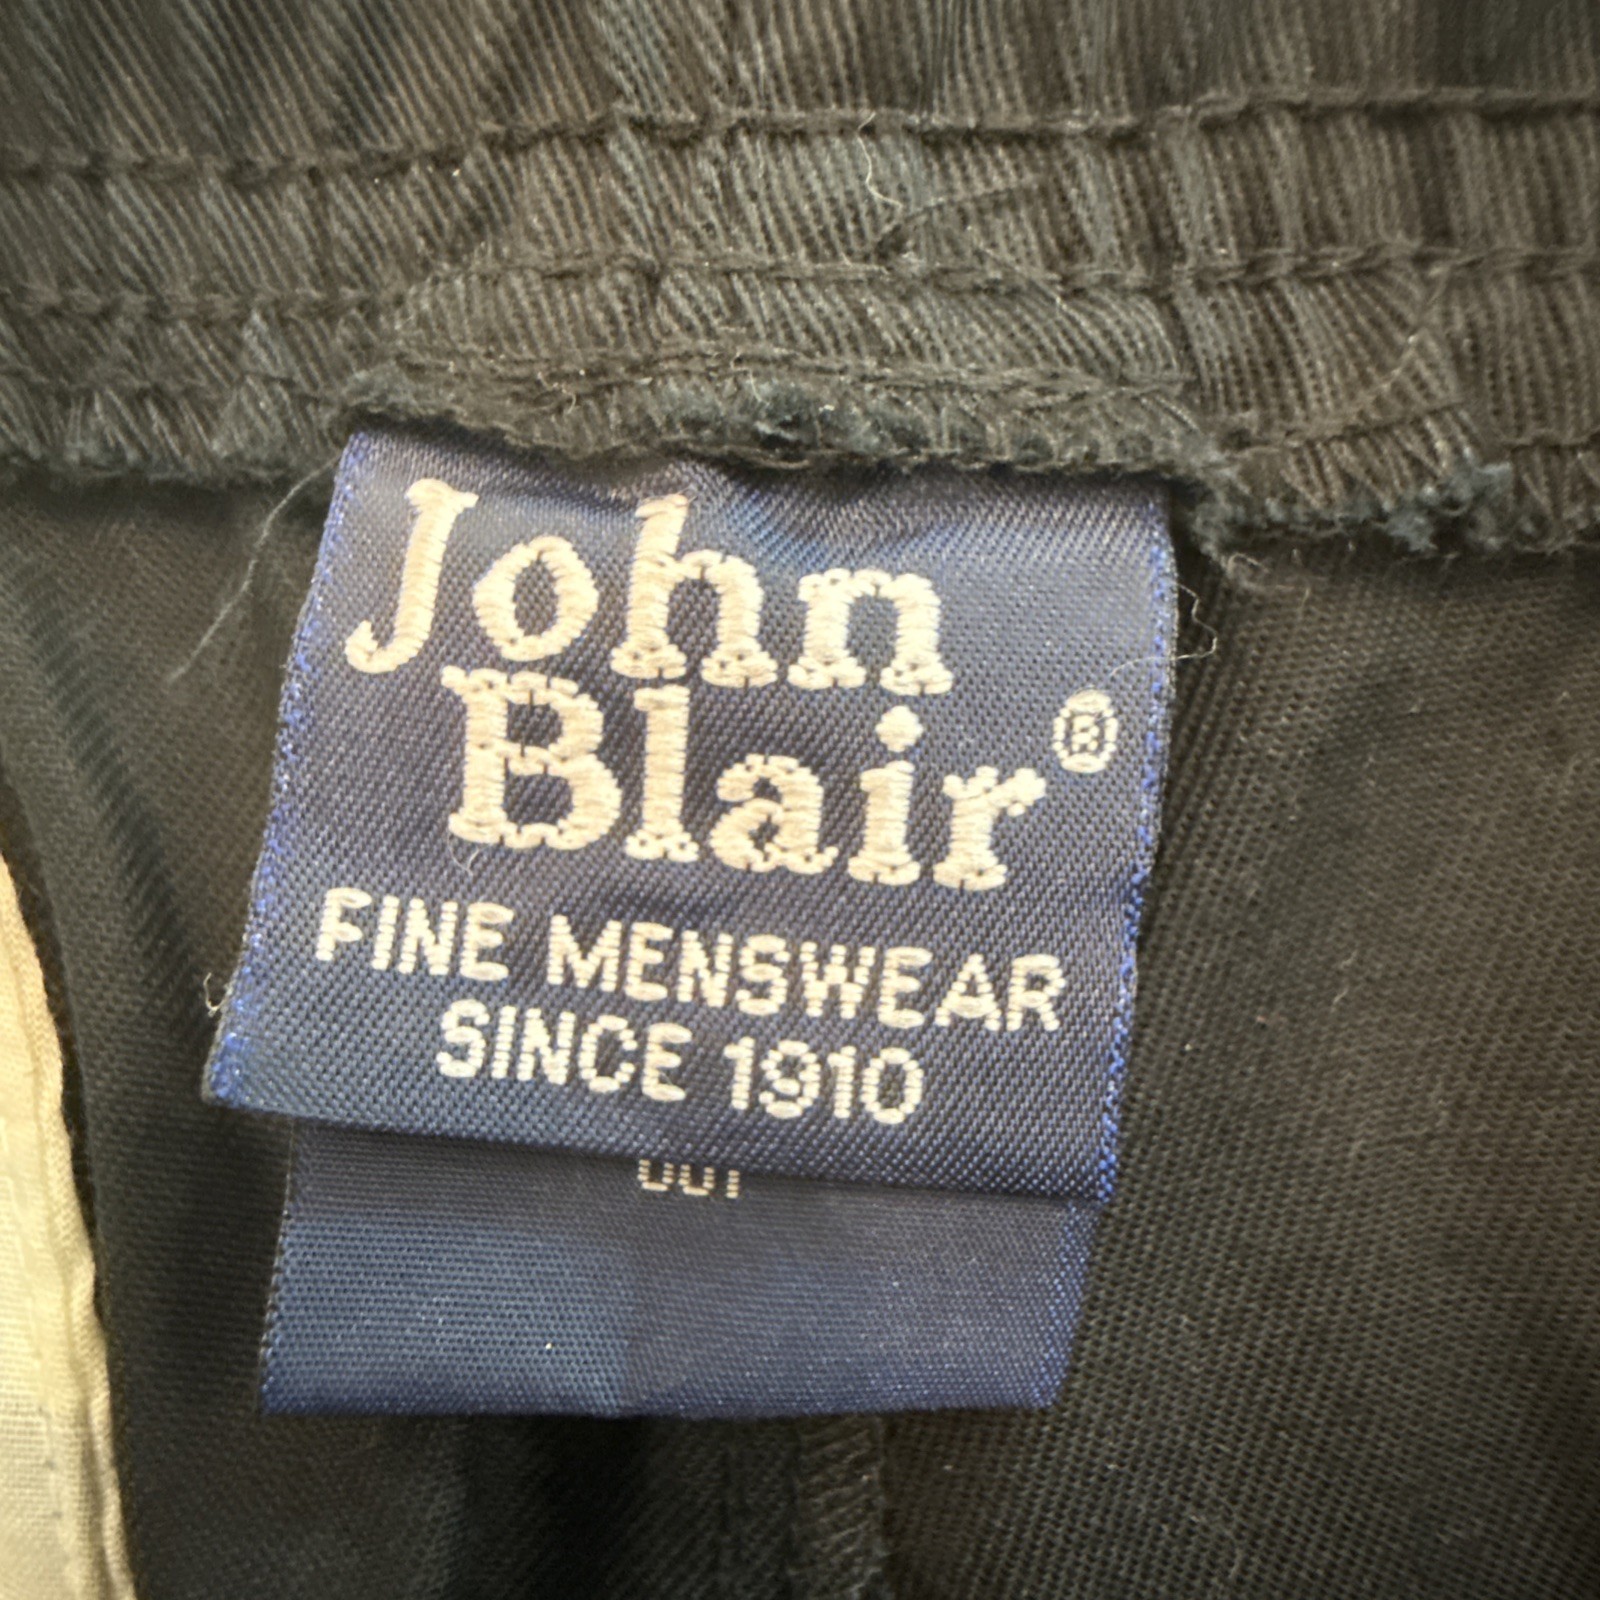 John
Blair®
FINE MENSWEAR
SINCE 1910